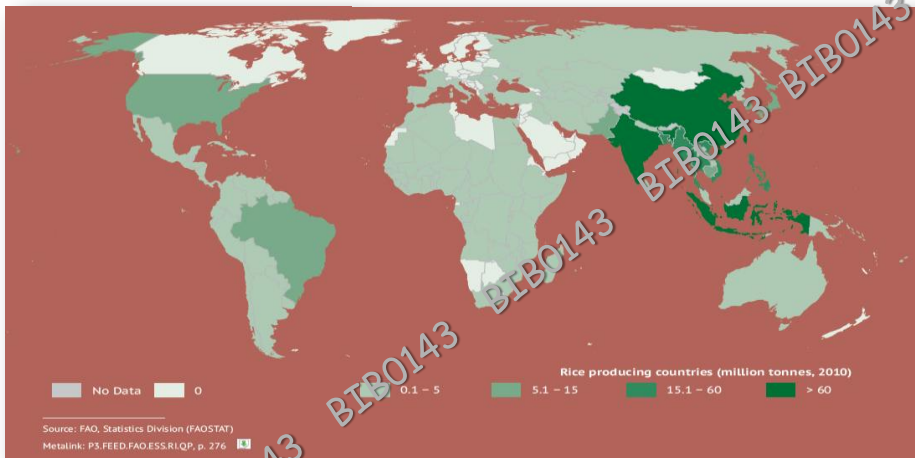 BIBO143 BIBO143 BIBO143 BIBO143 BIBO143
Rice producing countries (million tonnes, 2010)
No Data 0 0.1 – 5 5.1 – 15 15.1 – 60 > 60
Source: FAO, Statistics Division (FAOSTAT)
Metalink: P3.FEED.FAO.ESS.RI.QP, p. 276